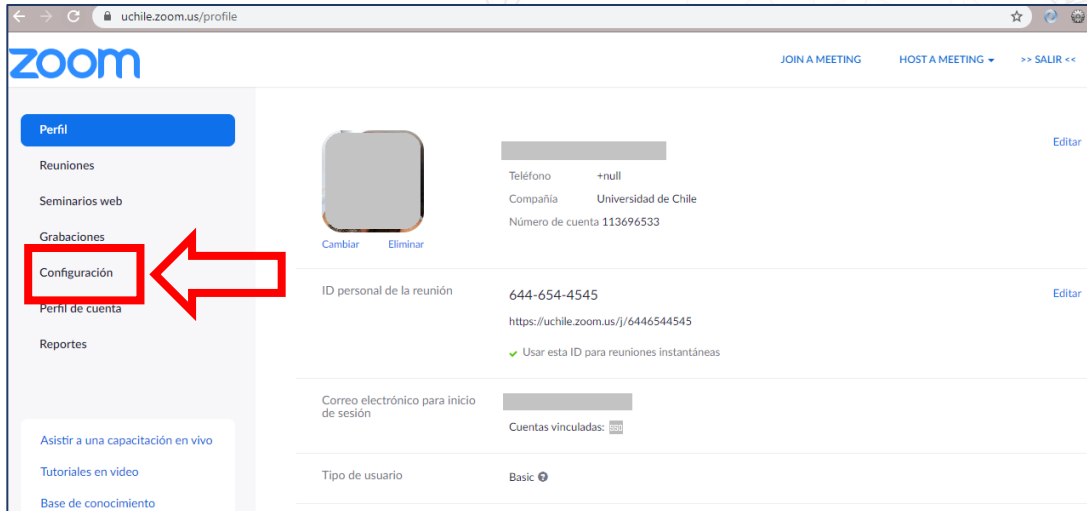 uchile.zoom.us/profile
zoom
JOIN A MEETING HOST A MEETING >> SALIR <<
Perfil
Reuniones
Seminarios web
Grabaciones
Configuración
Perfil de cuenta
Reportes
Asistir a una capacitación en vivo
Tutoriales en video
Base de conocimiento
Cambiar Eliminar
Editar
Teléfono +null
Compañía Universidad de Chile
Número de cuenta 113696533
ID personal de la reunión 644-654-4545 Editar
https://uchile.zoom.us/j/6446544545
Usar esta ID para reuniones instantáneas
Correo electrónico para inicio
de sesión
Cuentas vinculadas: SSO
Tipo de usuario Basic